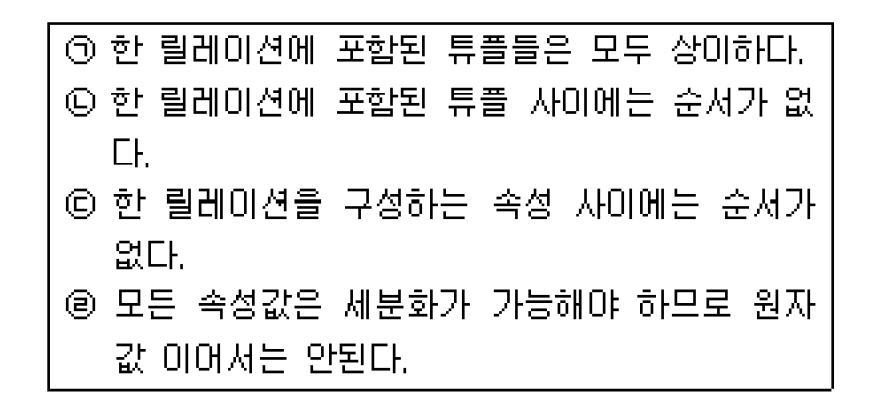 ㉠ 한 릴레이션에 포함된 튜플들은 모두 상이하다.
㉡ 한 릴레이션에 포함된 튜플 사이에는 순서가 없
다.
㉢ 한 릴레이션을 구성하는 속성 사이에는 순서가
없다.
㉣ 모든 속성값은 세분화가 가능해야 하므로 원자
값 이어서는 안된다.